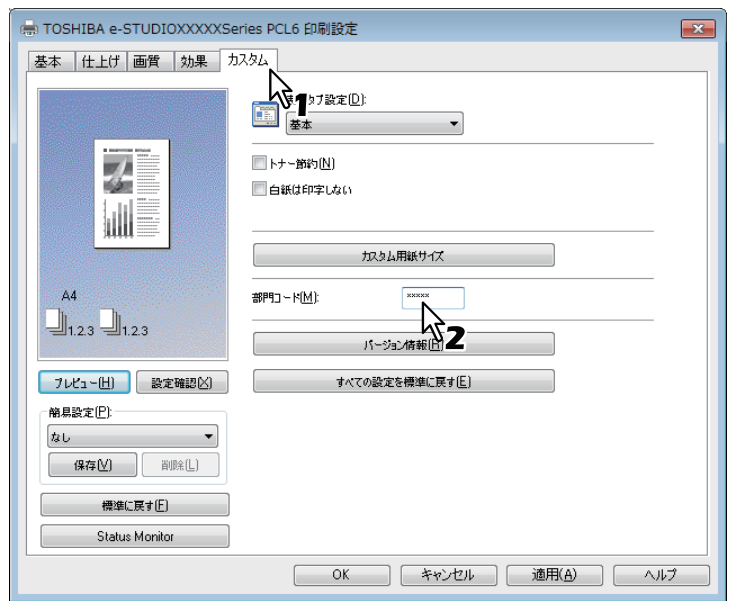 TOSHIBA e-STUDIOXXXXXSeries PCL6 印刷設定
基本 仕上げ 画質 効果 カスタム
1
タブ設定(D):
基本
トナー節約(N)
白紙は印字しない
カスタム用紙サイズ
A4
1.2.3 1.2.3
部門コード(M): xxxxx
2
バージョン情報(R)
プレビュー(H) 設定確認(X)
すべての設定を標準に戻す(E)
簡易設定(P):
なし
保存(V) 削除(L)
標準に戻す(F)
Status Monitor
OK キャンセル 適用(A) ヘルプ